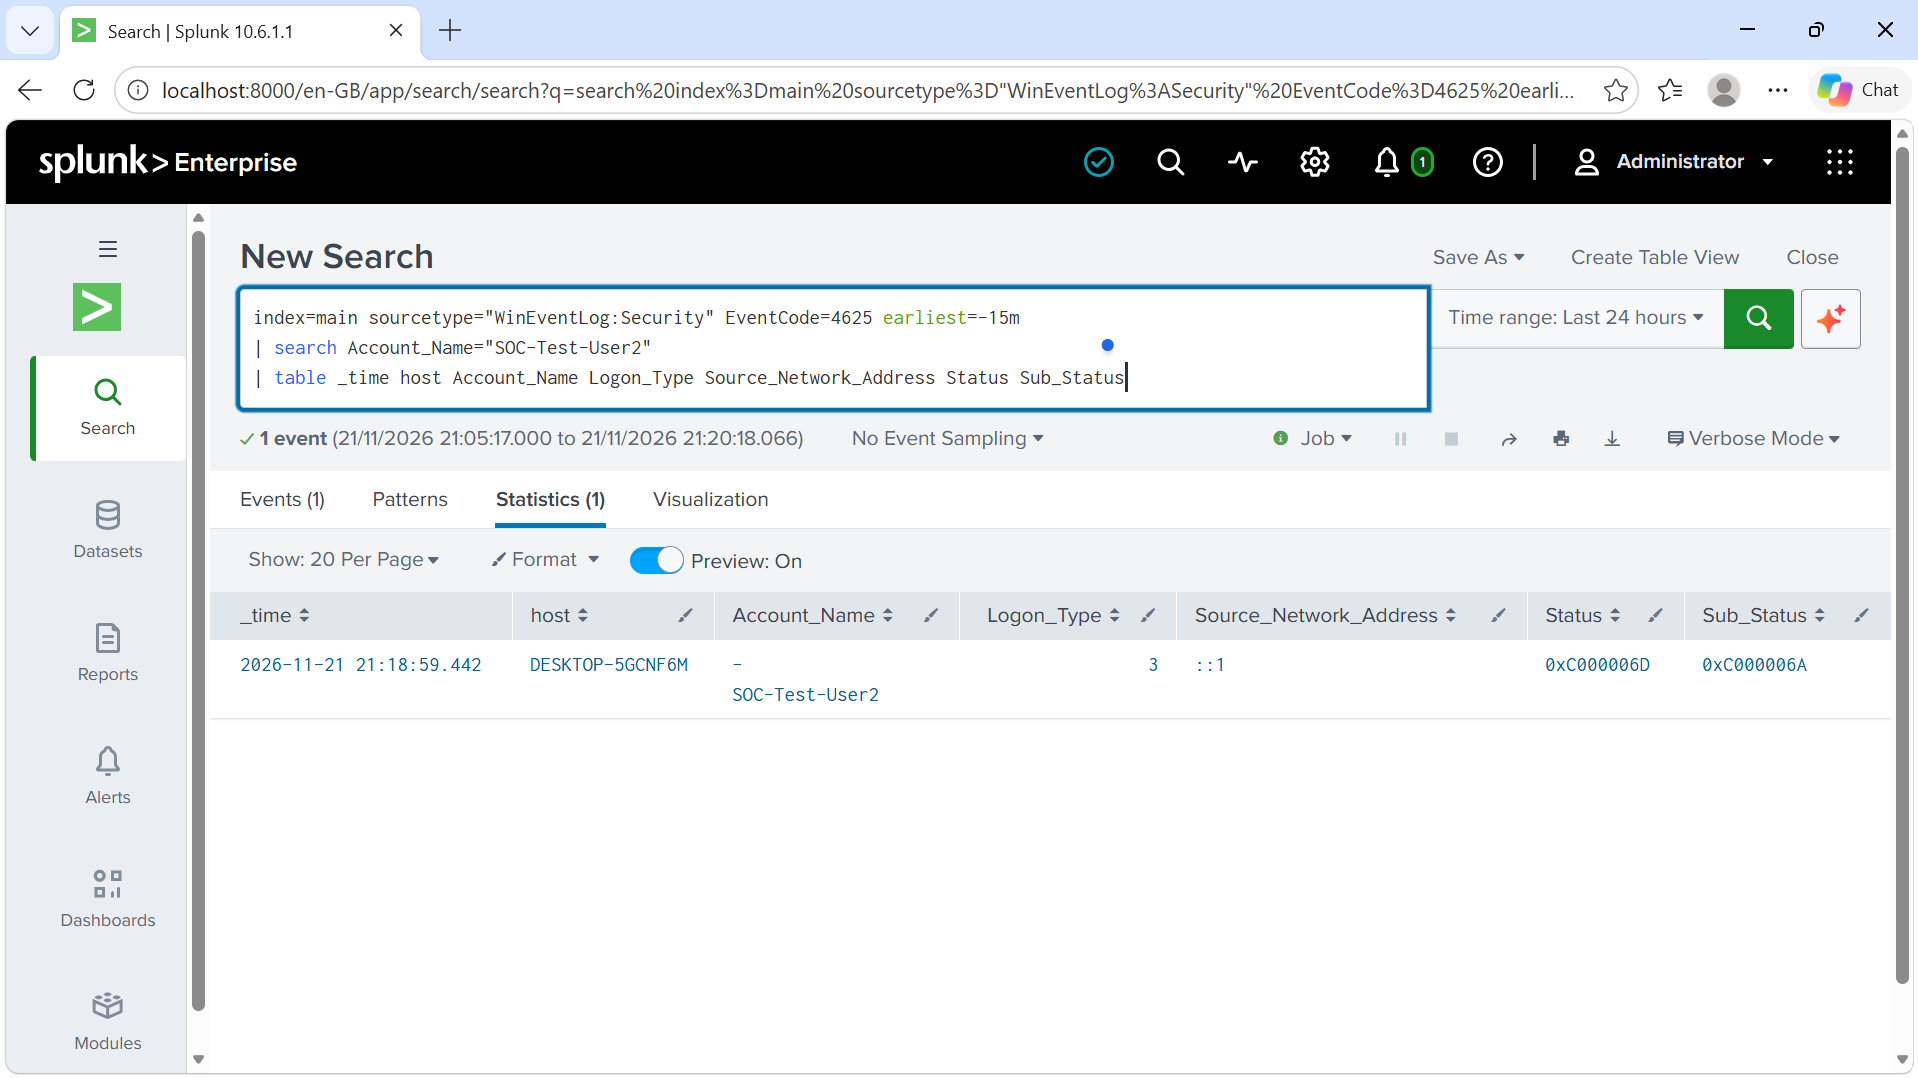 Search | Splunk 10.6.1.1
localhost:8000/en-GB/app/search/search?q=search%20index%3Dmain%20sourcetype%3D"WinEventLog%3ASecurity"%20EventCode%3D4625%20earli...
Chat
splunk> Enterprise
1
Administrator
New Search
Save As
Create Table View
Close
index=main sourcetype="WinEventLog:Security" EventCode=4625 earliest=-15m
| search Account_Name="SOC-Test-User2"
| table _time host Account_Name Logon_Type Source_Network_Address Status Sub_Status
Time range: Last 24 hours
1 event (21/11/2026 21:05:17.000 to 21/11/2026 21:20:18.066)
No Event Sampling
Job
Verbose Mode
Events (1)
Patterns
Statistics (1)
Visualization
Show: 20 Per Page
Format
Preview: On
_time host Account_Name Logon_Type Source_Network_Address Status Sub_Status
2026-11-21 21:18:59.442 DESKTOP-5GCNF6M - 3 ::1 0xC000006D 0xC000006A
SOC-Test-User2
Search
Datasets
Reports
Alerts
Dashboards
Modules